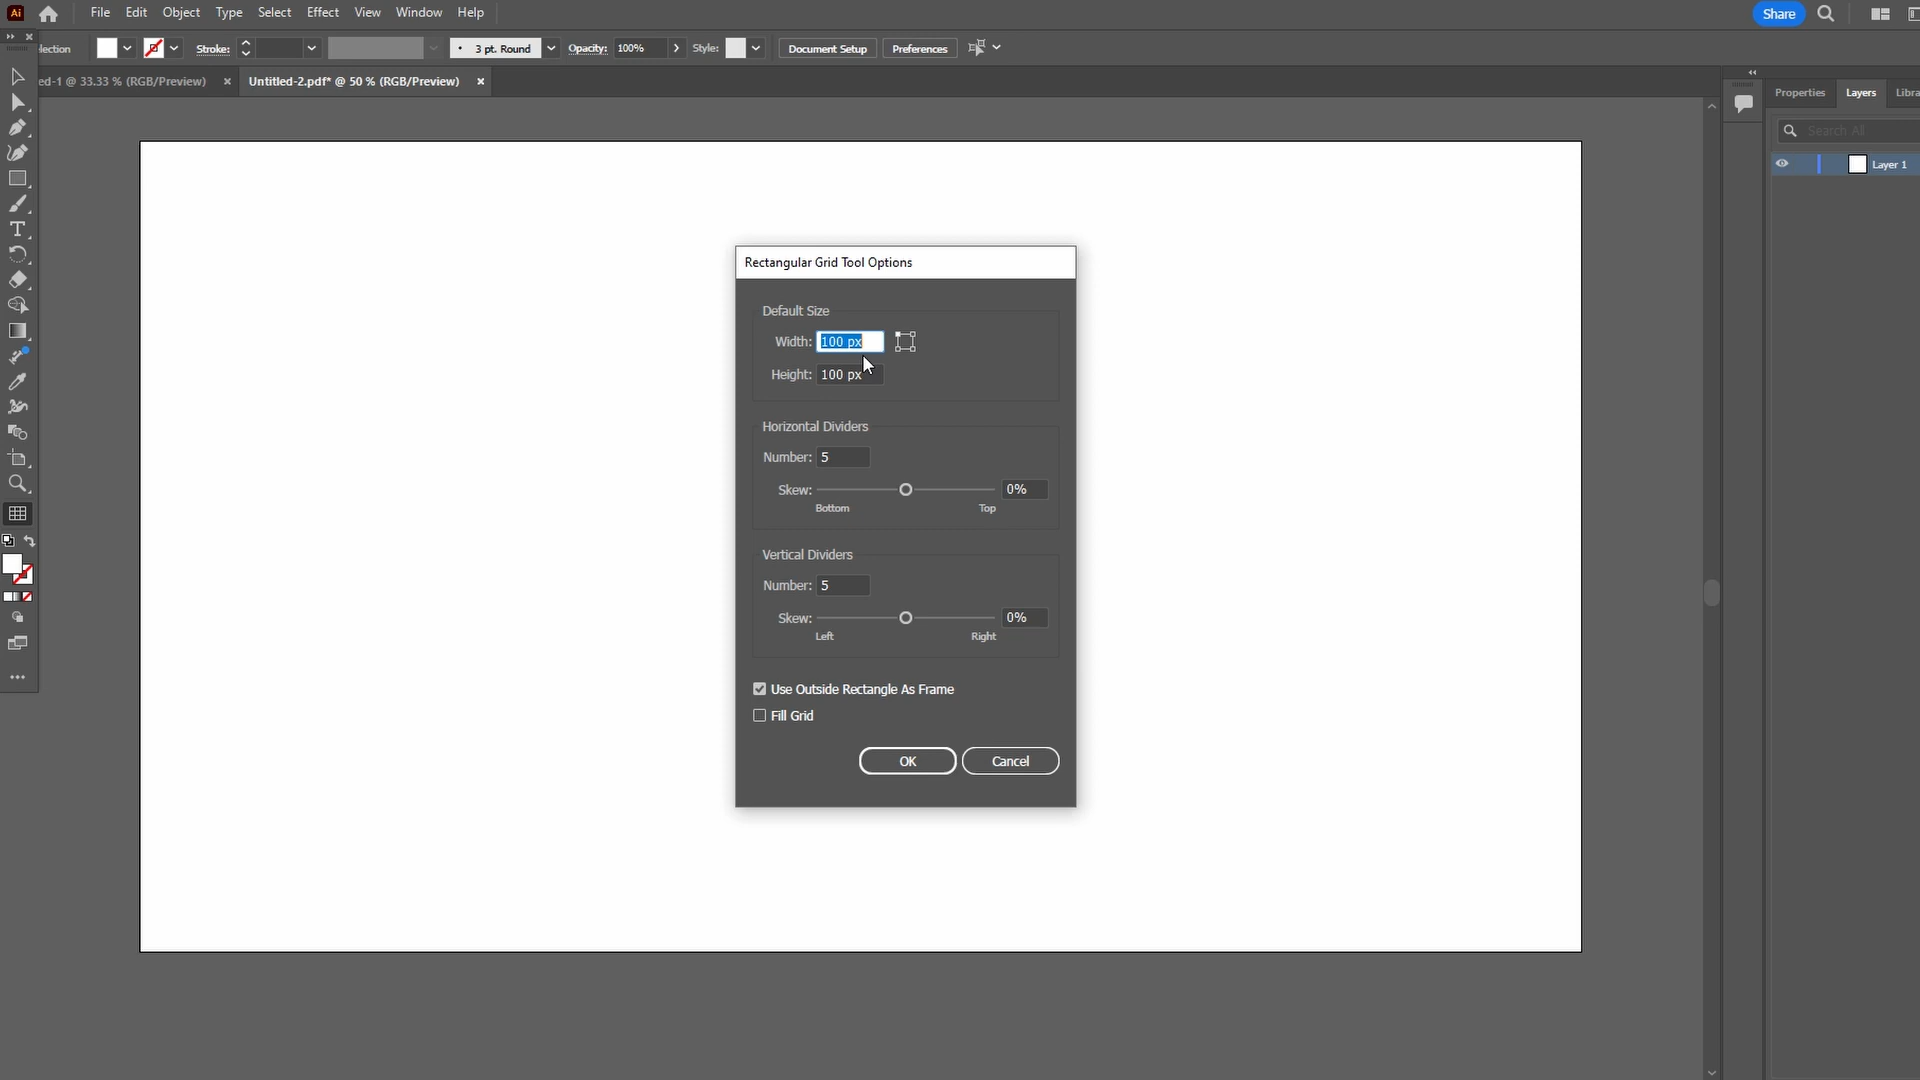 Ai File Edit Object Type Select Effect View Window Help Share
Stroke: 3 pt. Round Opacity: 100% Style: Document Setup Preferences
ed-1 @ 33.33 % (RGB/Preview) × Untitled-2.pdf* @ 50 % (RGB/Preview) ×
Properties Layers
Search All
Layer 1
Rectangular Grid Tool Options
Default Size
Width: 100 px
Height: 100 px
Horizontal Dividers
Number: 5
Skew: 0%
Bottom Top
Vertical Dividers
Number: 5
Skew: 0%
Left Right
Use Outside Rectangle As Frame
Fill Grid
OK Cancel